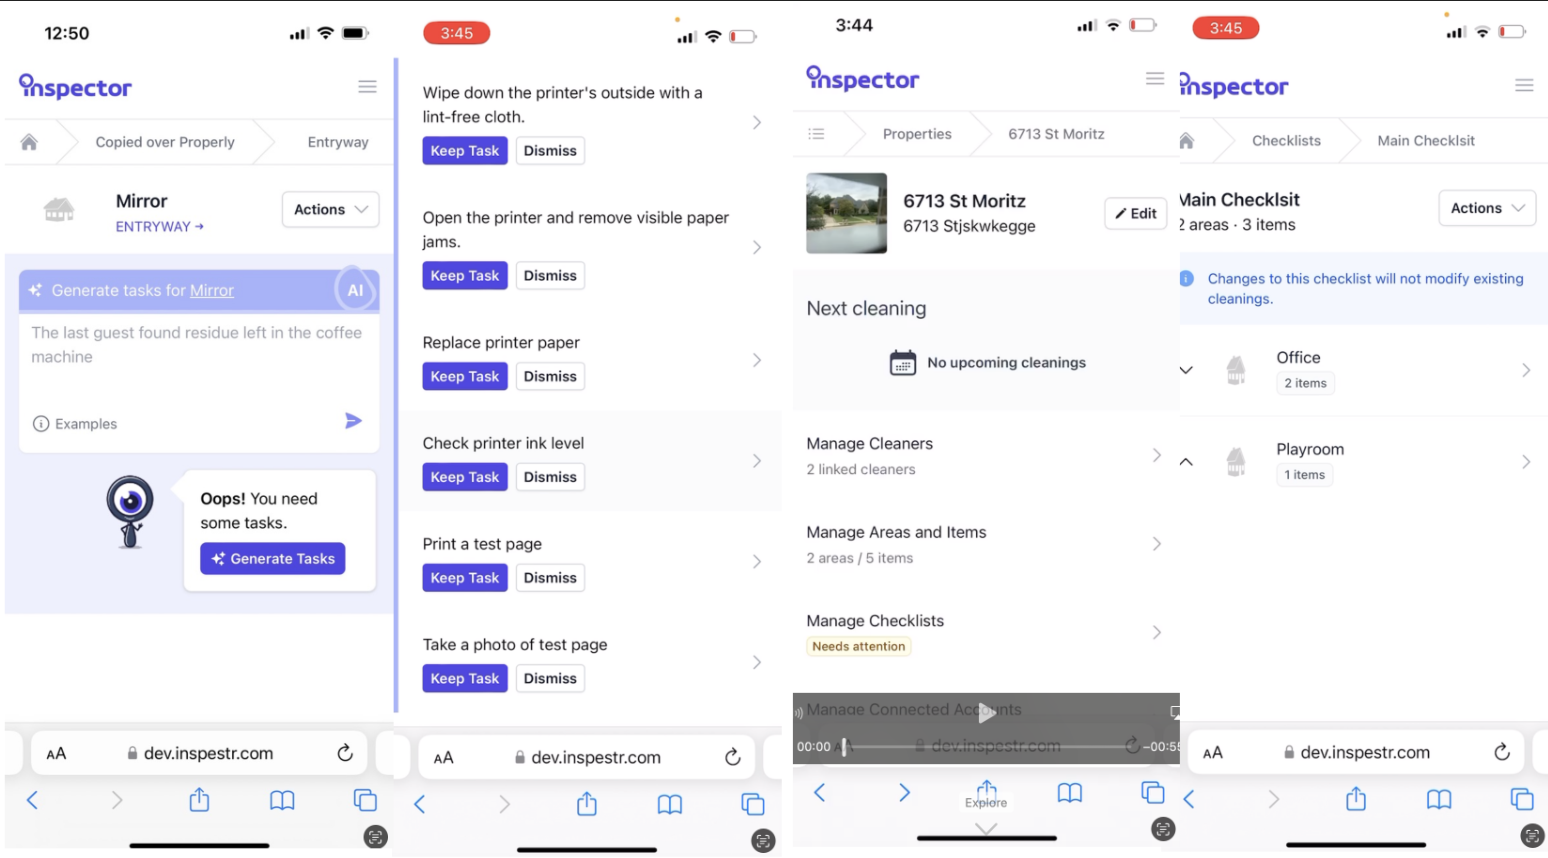 12:50
inspector
Copied over Properly
Entryway
Mirror
ENTRYWAY →
Actions
Generate tasks for Mirror
AI
The last guest found residue left in the coffee
machine
Examples
Oops! You need
some tasks.
Generate Tasks
AA
dev.inspestr.com
3:45
Wipe down the printer's outside with a
lint-free cloth.
Keep Task
Dismiss
Open the printer and remove visible paper
jams.
Keep Task
Dismiss
Replace printer paper
Keep Task
Dismiss
Check printer ink level
Keep Task
Dismiss
Print a test page
Keep Task
Dismiss
Take a photo of test page
Keep Task
Dismiss
AA
dev.inspestr.com
3:44
inspector
Properties
6713 St Moritz
6713 St Moritz
6713 Stjskwkegge
Edit
Next cleaning
No upcoming cleanings
Manage Cleaners
2 linked cleaners
Manage Areas and Items
2 areas / 5 items
Manage Checklists
Needs attention
Manage Connected Accounts
00:00
AA
dev.inspestr.com
-00:55
Explore
3:45
inspector
Checklists
Main Checklsit
Main Checklsit
2 areas · 3 items
Actions
Changes to this checklist will not modify existing
cleanings.
Office
2 items
Playroom
1 items
AA
dev.inspestr.com